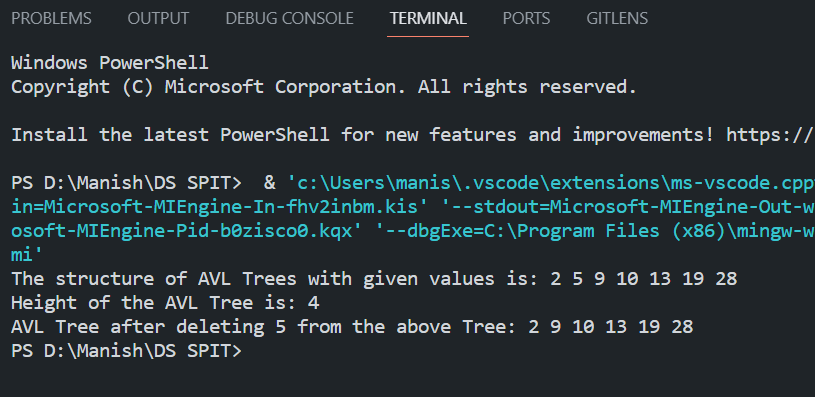 PROBLEMS OUTPUT DEBUG CONSOLE TERMINAL PORTS GITLENS
Windows PowerShell
Copyright (C) Microsoft Corporation. All rights reserved.
Install the latest PowerShell for new features and improvements! https://
PS D:\Manish\DS SPIT>  & 'c:\Users\manis\.vscode\extensions\ms-vscode.cpp
in=Microsoft-MIEngine-In-fhv2inbm.kis' '--stdout=Microsoft-MIEngine-Out-w
osoft-MIEngine-Pid-b0zisco0.kqx' '--dbgExe=C:\Program Files (x86)\mingw-w
mi'
The structure of AVL Trees with given values is: 2 5 9 10 13 19 28
Height of the AVL Tree is: 4
AVL Tree after deleting 5 from the above Tree: 2 9 10 13 19 28
PS D:\Manish\DS SPIT>